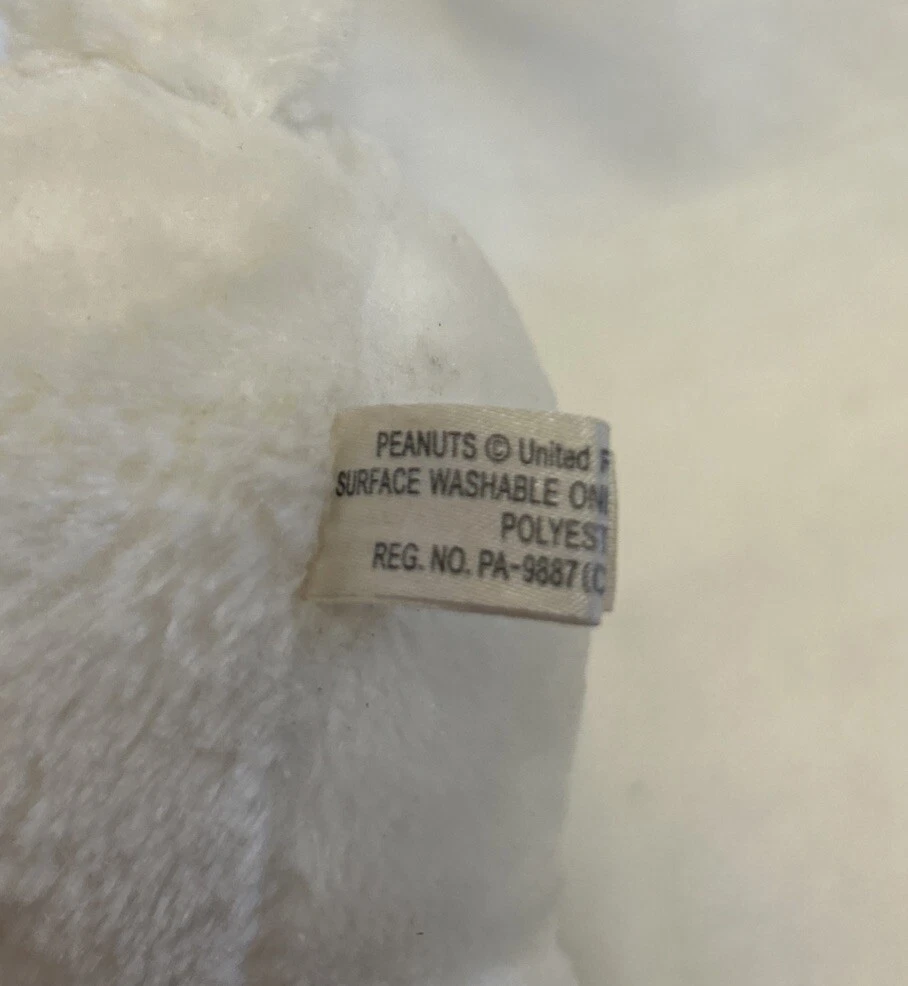 PEANUTS © United F
SURFACE WASHABLE ON
POLYEST
REG. NO. PA-9887 (C